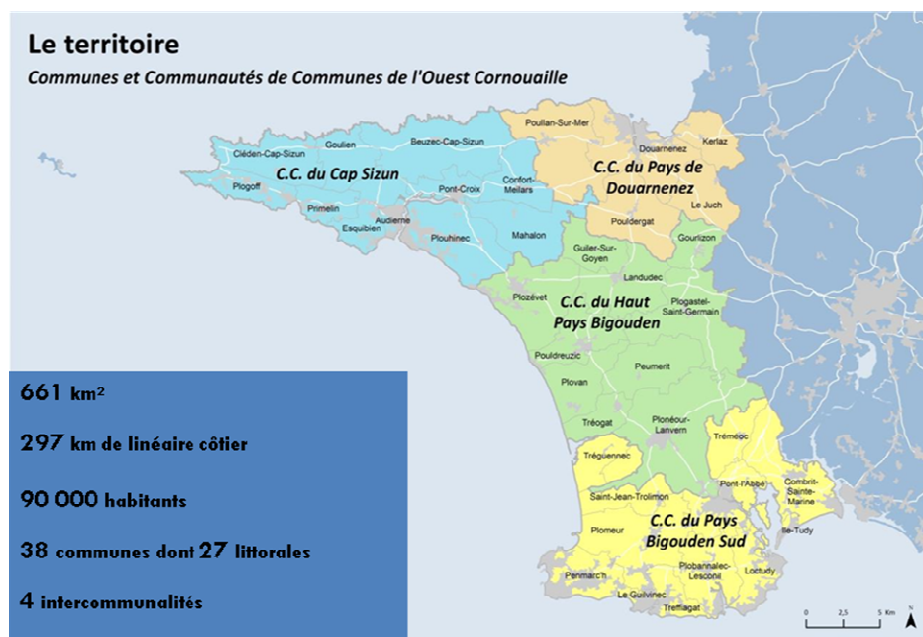 Le territoire
Communes et Communautés de Communes de l'Ouest Cornouaille
Poullan-Sur-Mer
Kerlaz
Douarnenez
Beuzec-Cap-Sizun
Goulien
Cléden-Cap-Sizun
C.C. du Cap Sizun
C.C. du Pays de
Douarnenez
Confort-
Meilars
Plogoff
Pont-Croix
Le Juch
Primelin
Audierne
Pouldergat
Esquibien
Plouhinec
Mahalon
Gourlizon
Guiler-Sur-
Goyen
Landudec
Plozévet
C.C. du Haut
Pays Bigouden
Plogastel-
Saint-Germain
Pouldreuzic
Peumerit
Plovan
Tréogat
Plonéour-
Lanvern
Tréméoc
Tréguennec
Pont-l'Abbé
Combrit-
Sainte-
Marine
Saint-Jean-Trolimon
Ile-Tudy
Plomeur
C.C. du Pays
Bigouden Sud
Plobannalec-
Lesconil
Loctudy
Penmarc'h
Le Guilvinec
Treffiagat
661 km²
297 km de linéaire côtier
90 000 habitants
38 communes dont 27 littorales
4 intercommunalités
0 2,5 5 Km
N